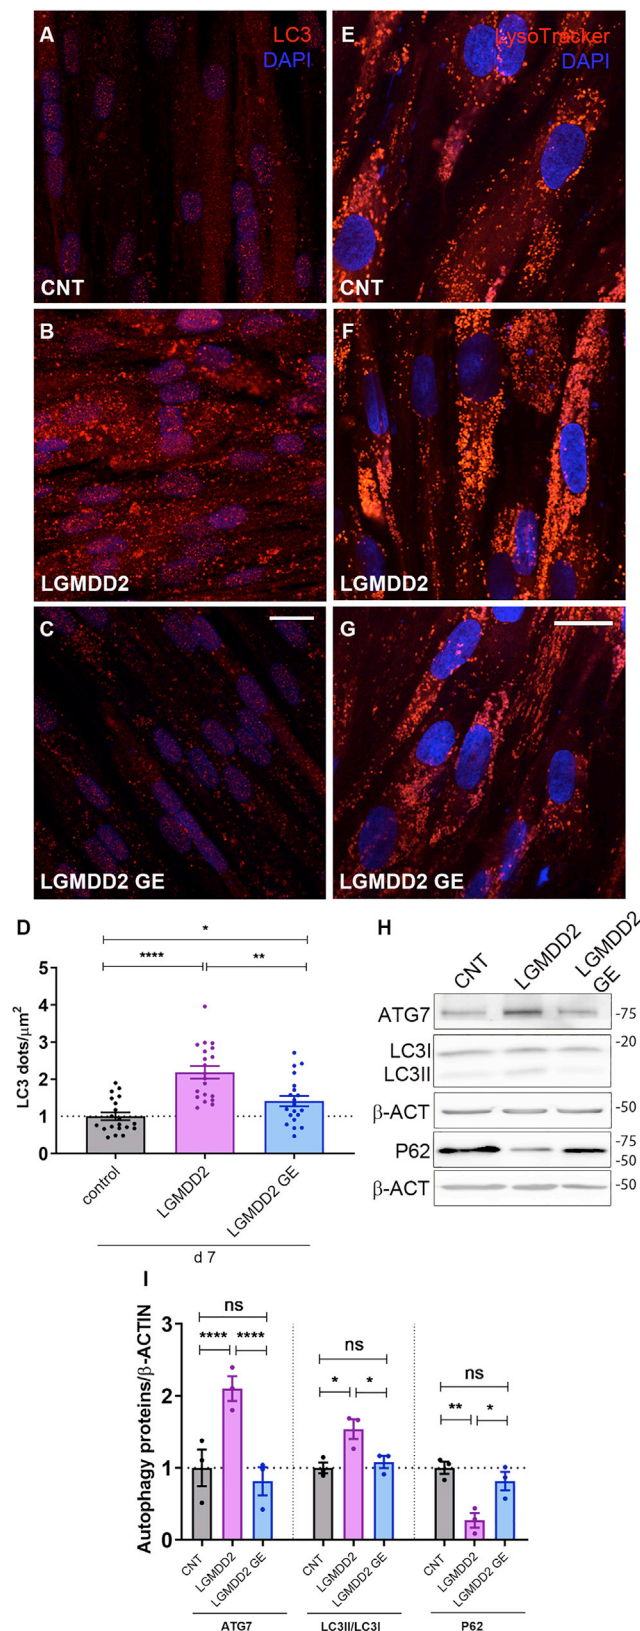 A
LC3
DAPI
CNT
E
LysoTracker
DAPI
CNT
B
LGMDD2
F
LGMDD2
C
LGMDD2 GE
G
LGMDD2 GE
D
*
****
**
LC3 dots/μm²
5
4
3
2
1
0
control
LGMDD2
LGMDD2 GE
d 7
H
CNT
LGMDD2
LGMDD2 GE
ATG7
-75
LC3I
-20
LC3II
β-ACT
-50
P62
-75
-50
β-ACT
-50
I
Autophagy proteins/β-ACTIN
3
2
1
0
ns
**** ****
ns
* *
ns
** *
CNT
LGMDD2
LGMDD2 GE
CNT
LGMDD2
LGMDD2 GE
CNT
LGMDD2
LGMDD2 GE
ATG7
LC3II/LC3I
P62